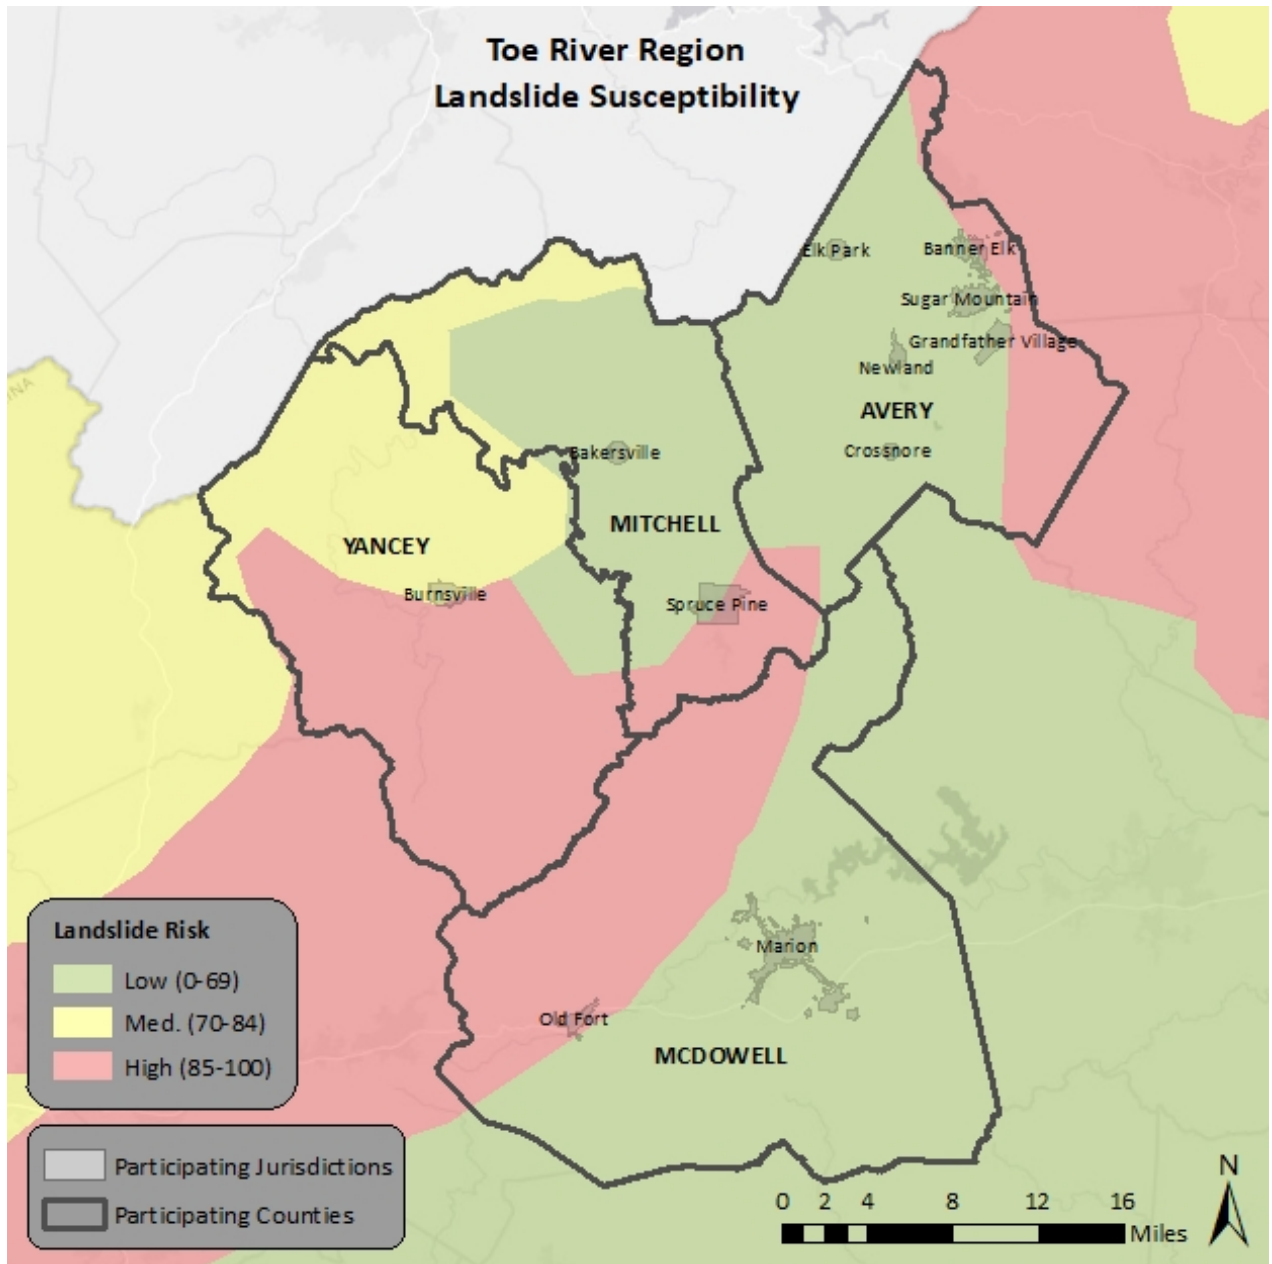 Toe River Region
Landslide Susceptibility
Elk Park
Banner Elk
Sugar Mountain
Grandfather Village
Newland
AVERY
INA
Crossnore
Bakersville
MITCHELL
YANCEY
Burnsville
Spruce Pine
Marion
Old Fort
MCDOWELL
Landslide Risk
Low (0-69)
Med. (70-84)
High (85-100)
Participating Jurisdictions
Participating Counties
N
0 2 4 8 12 16
Miles